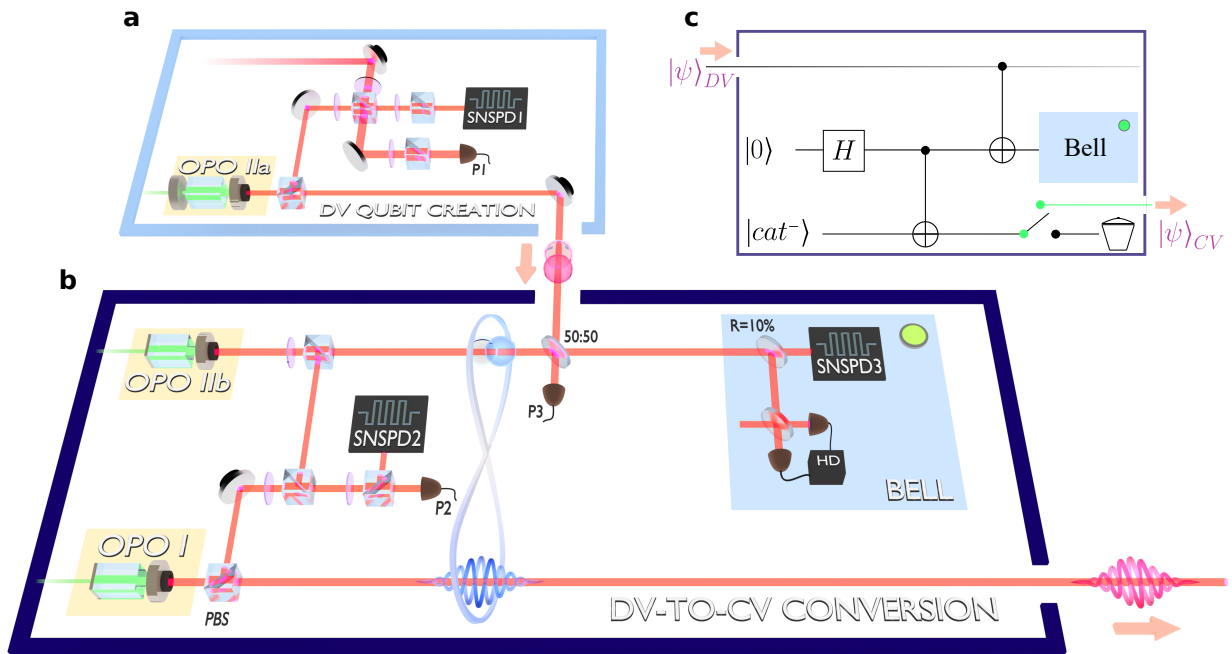 a
SNSPD1
P1
OPO IIa
DV QUBIT CREATION
b
OPO IIb
50:50
R=10%
SNSPD3
P3
SNSPD2
P2
HD
BELL
OPO I
PBS
DV-TO-CV CONVERSION
c
|ψ⟩DV
|0⟩
H
Bell
|cat⁻⟩
|ψ⟩CV